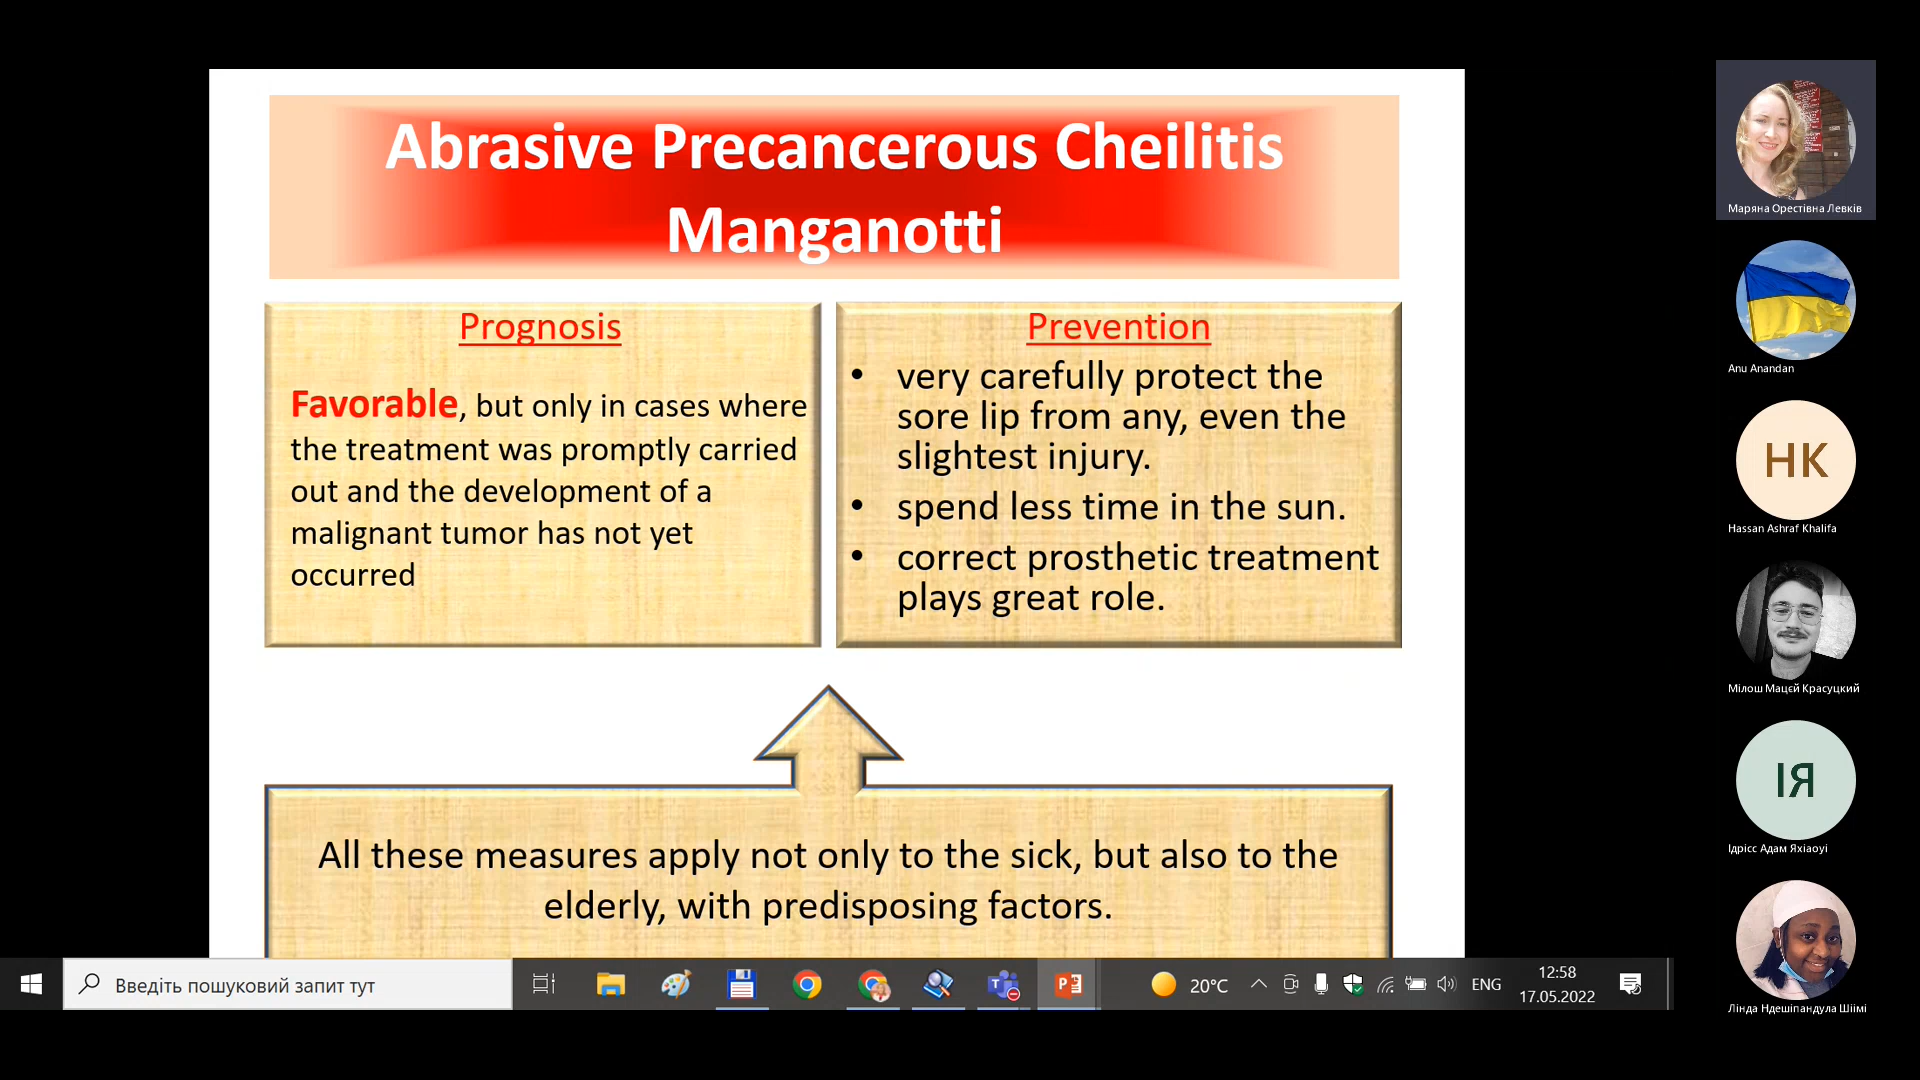 Abrasive Precancerous Cheilitis
Manganotti
Prognosis
Favorable, but only in cases where
the treatment was promptly carried
out and the development of a
malignant tumor has not yet
occurred
Prevention
• very carefully protect the
sore lip from any, even the
slightest injury.
• spend less time in the sun.
• correct prosthetic treatment
plays great role.
All these measures apply not only to the sick, but also to the
elderly, with predisposing factors.
Введіть пошуковий запит тут
20°C
ENG
12:58
17.05.2022
Маряна Орестівна Левків
Anu Anandan
НК
Hassan Ashraf Khalifa
Мілош Мацєй Красуцкий
ІЯ
Ідрісс Адам Яхіаоуі
Лінда Ндешіпандула Шіімі